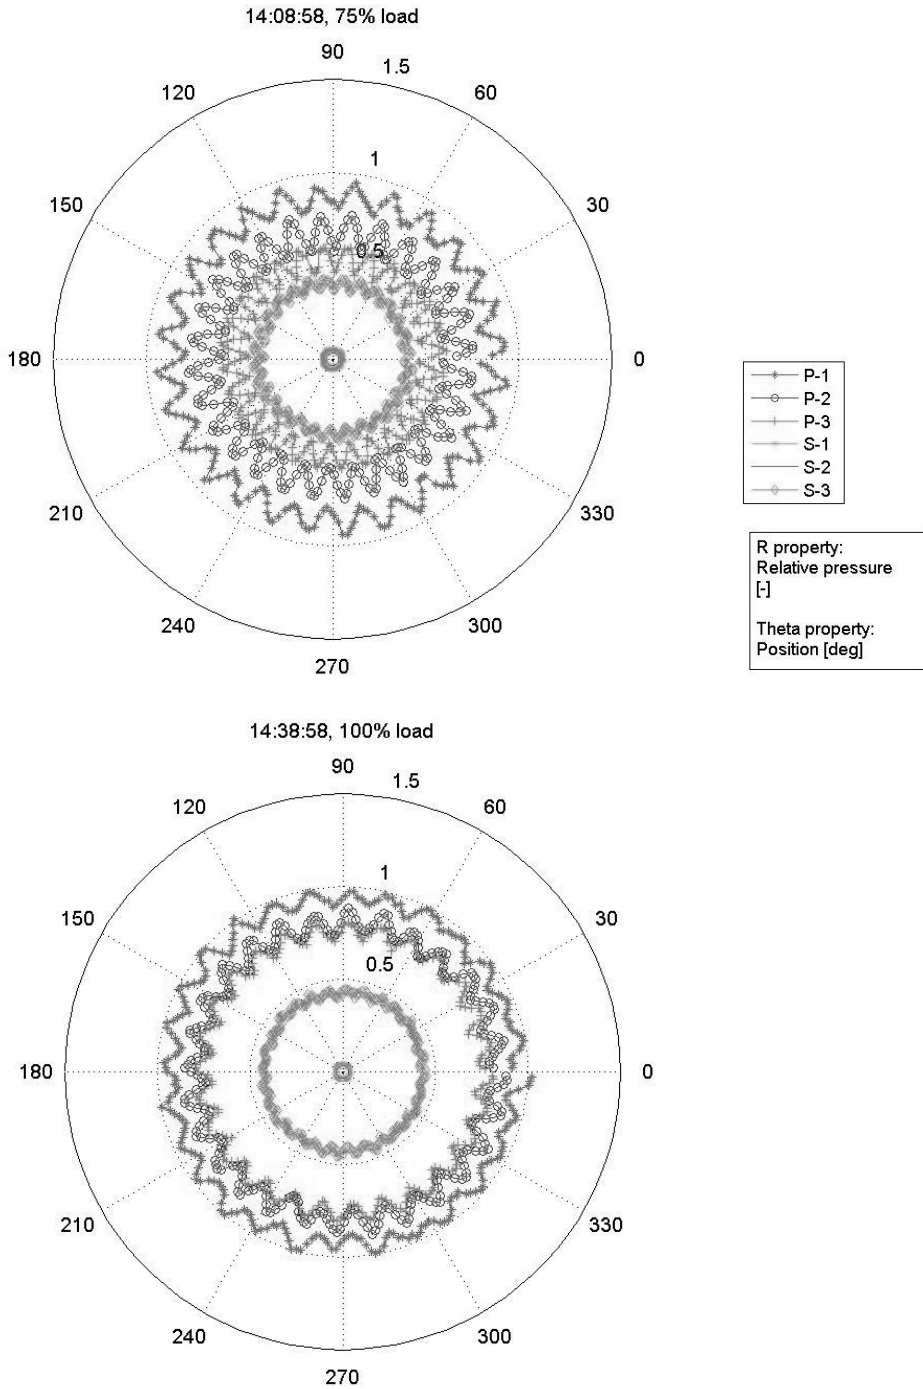 14:08:58, 75% load
90
1.5
120
60
1
150
30
0.5
180
0
210
330
240
300
270
P-1
P-2
P-3
S-1
S-2
S-3
R property:
Relative pressure
[-]
Theta property:
Position [deg]
14:38:58, 100% load
90
1.5
120
60
1
150
30
0.5
180
0
210
330
240
300
270